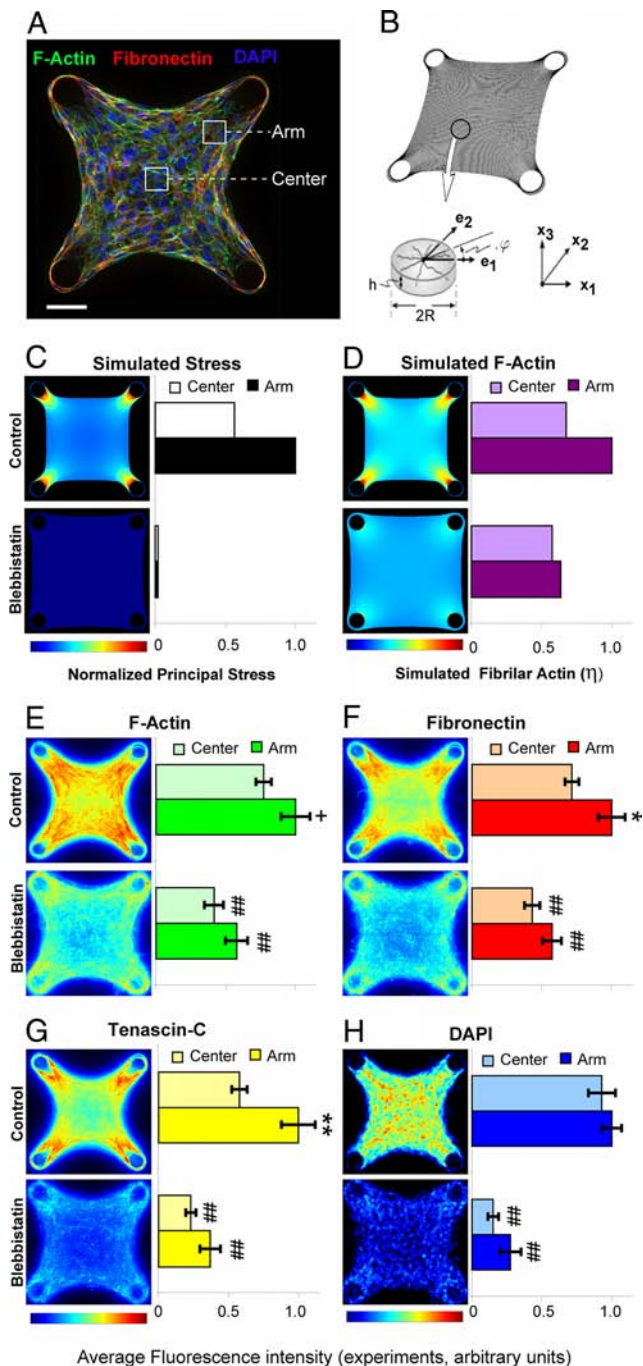 A
F-Actin Fibronectin DAPI
Arm
Center
B
e2
φ
e1
h
2R
x3
x2
x1
C
Simulated Stress
Center Arm
Control
Blebbistatin
0 0.5 1.0
Normalized Principal Stress
D
Simulated F-Actin
Center Arm
0 0.5 1.0
Simulated Fibrilar Actin (η)
E
F-Actin
Center Arm
Control
+
Blebbistatin
##
##
F
Fibronectin
Center Arm
*
##
##
G
Tenascin-C
Center Arm
Control
**
Blebbistatin
##
##
0 0.5 1.0
H
DAPI
Center Arm
##
##
0 0.5 1.0
Average Fluorescence intensity (experiments, arbitrary units)